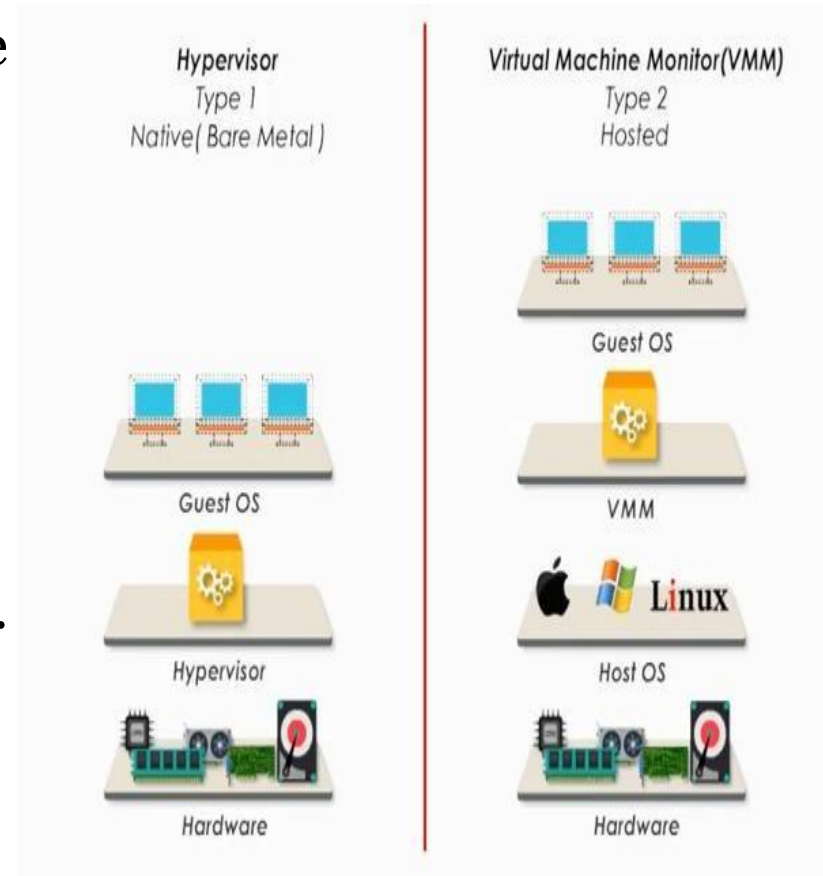 e
.
Hypervisor
Type 1
Native( Bare Metal )
Guest OS
Hypervisor
Hardware
Virtual Machine Monitor(VMM)
Type 2
Hosted
Guest OS
VMM
Linux
Host OS
Hardware